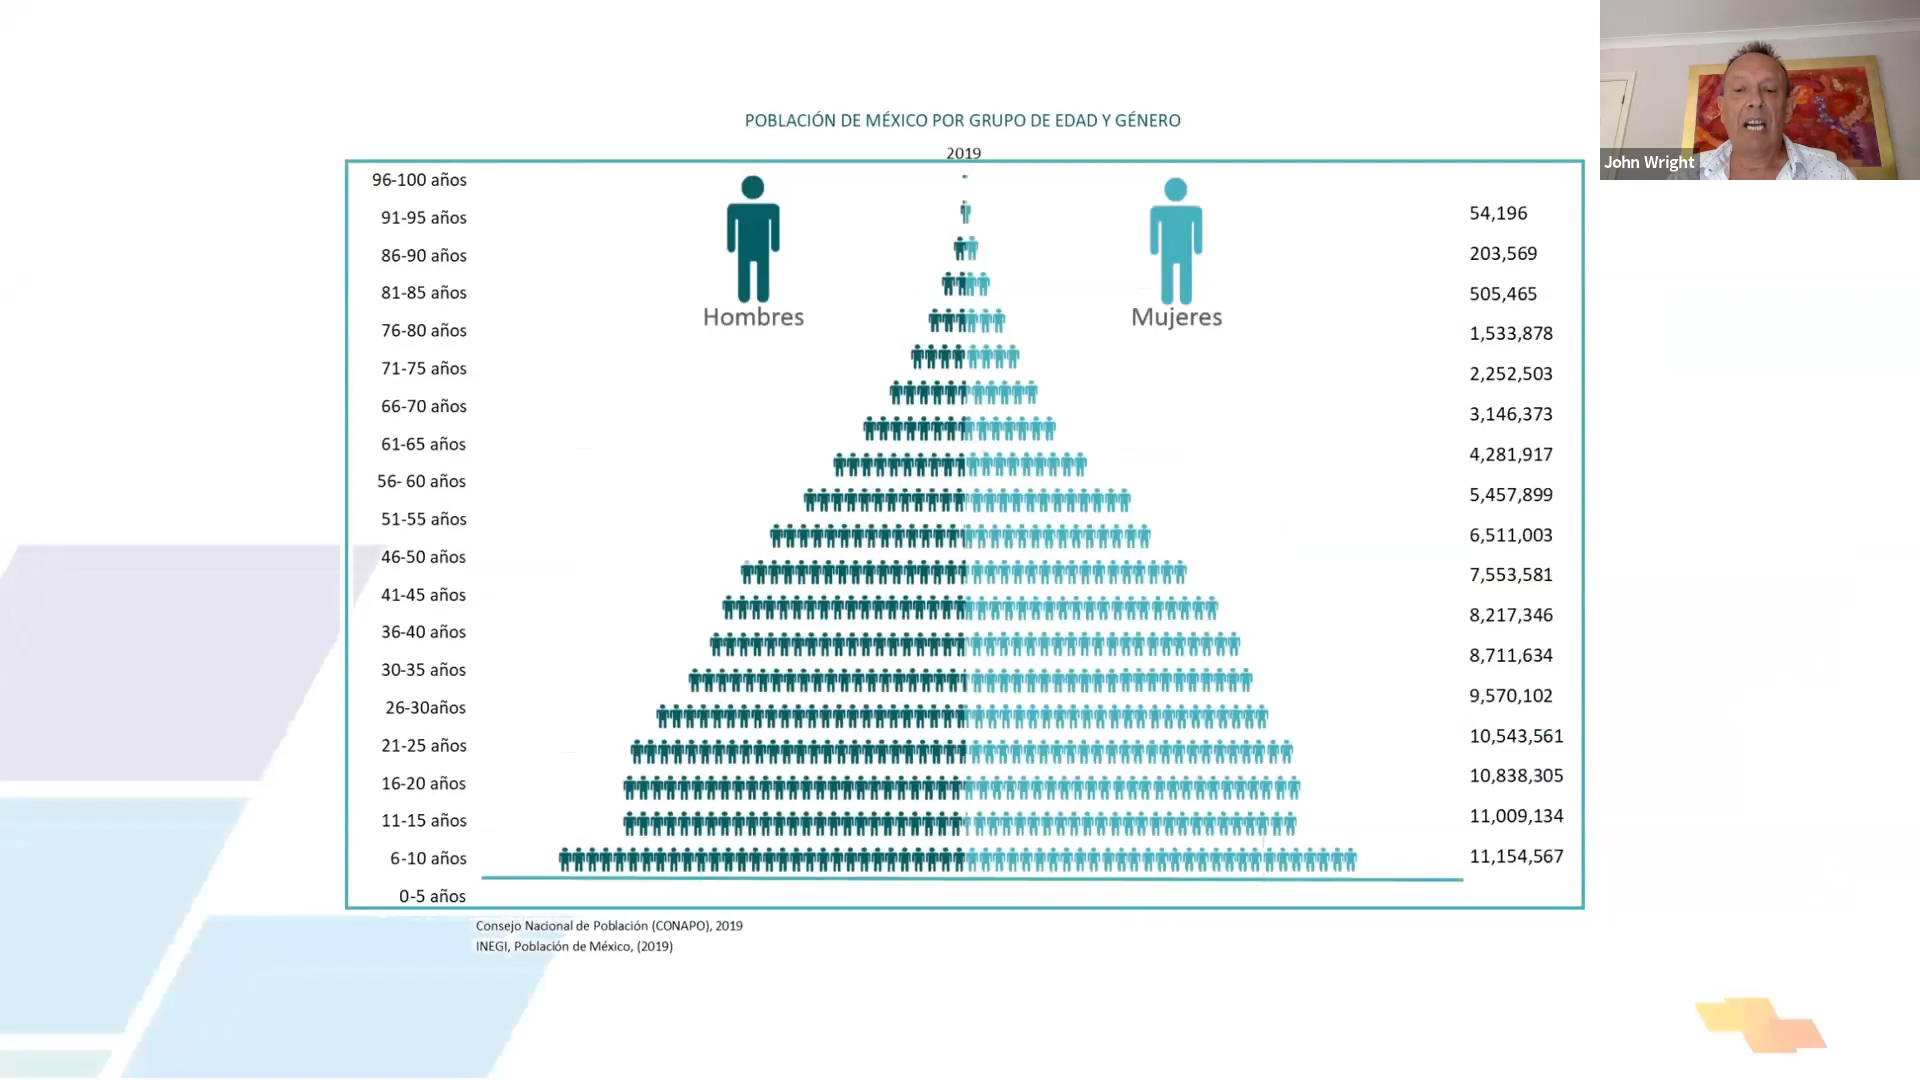 POBLACIÓN DE MÉXICO POR GRUPO DE EDAD Y GÉNERO
2019
John Wright
96-100 años
91-95 años
54,196
86-90 años
203,569
81-85 años
505,465
Hombres
Mujeres
76-80 años
1,533,878
71-75 años
2,252,503
66-70 años
3,146,373
61-65 años
4,281,917
56- 60 años
5,457,899
51-55 años
6,511,003
46-50 años
7,553,581
41-45 años
8,217,346
36-40 años
8,711,634
30-35 años
9,570,102
26-30años
10,543,561
21-25 años
10,838,305
16-20 años
11,009,134
11-15 años
11,154,567
6-10 años
0-5 años
Consejo Nacional de Población (CONAPO), 2019
INEGI, Población de México, (2019)